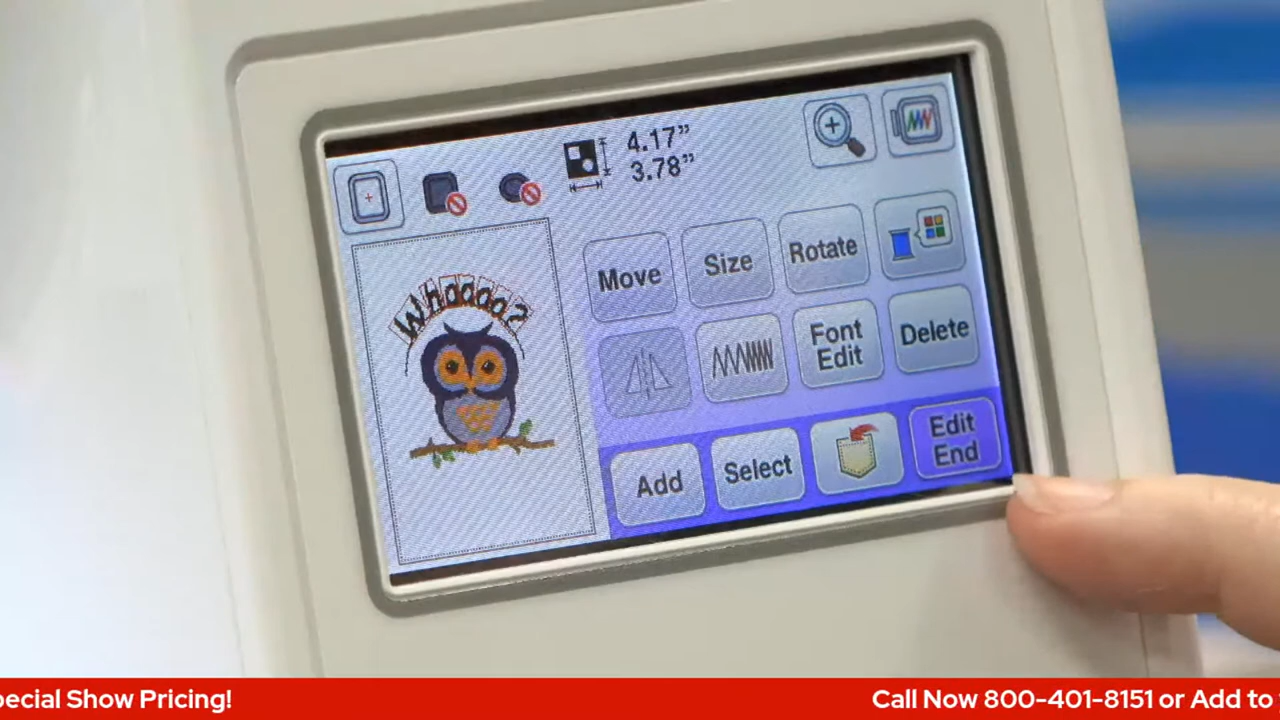 4.17”
3.78”
Move
Size
Rotate
Whoooo?
Font
Edit
Delete
Add
Select
Edit
End
pecial Show Pricing!
Call Now 800-401-8151 or Add to